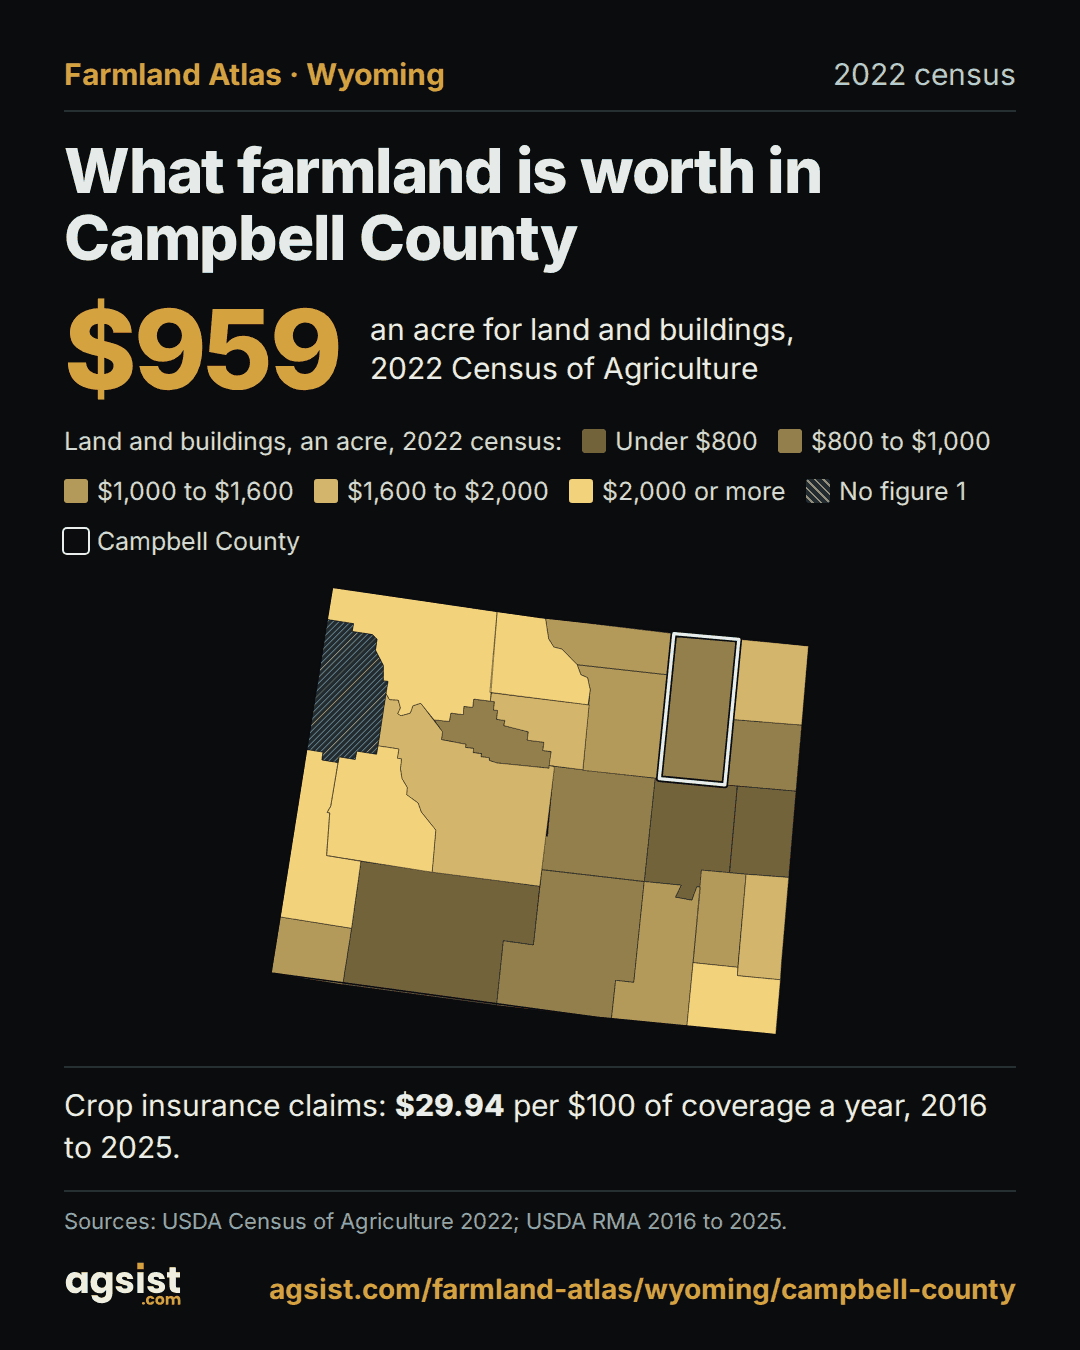 Farmland Atlas · Wyoming
2022 census
What farmland is worth in
Campbell County
$959
an acre for land and buildings,
2022 Census of Agriculture
Land and buildings, an acre, 2022 census: Under $800 $800 to $1,000
$1,000 to $1,600 $1,600 to $2,000 $2,000 or more No figure 1
Campbell County
Crop insurance claims: $29.94 per $100 of coverage a year, 2016
to 2025.
Sources: USDA Census of Agriculture 2022; USDA RMA 2016 to 2025.
agsist
.com
agsist.com/farmland-atlas/wyoming/campbell-county